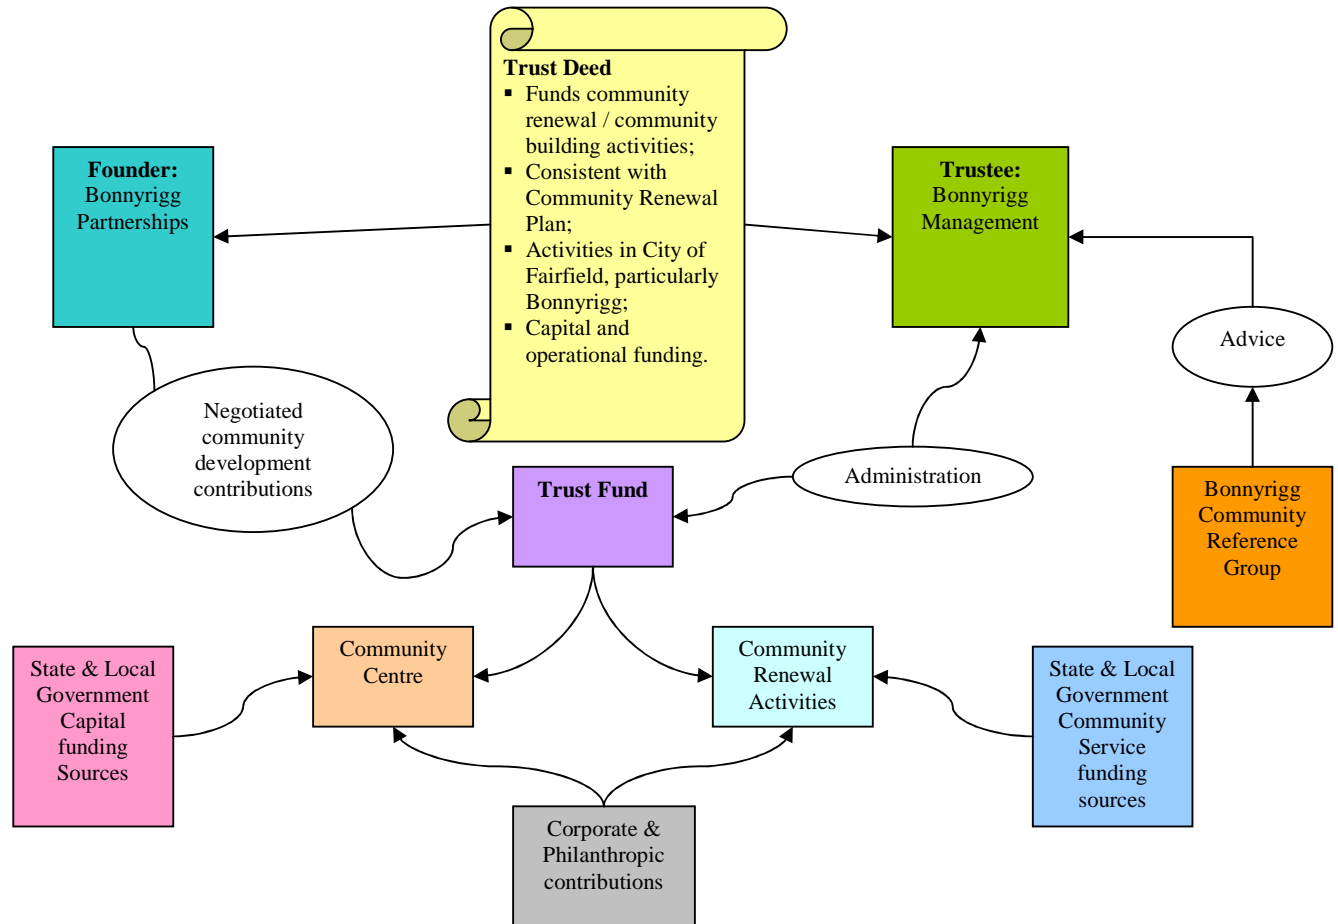 Trust Deed
▪ Funds community
renewal / community
building activities;
▪ Consistent with
Community Renewal
Plan;
▪ Activities in City of
Fairfield, particularly
Bonnyrigg;
▪ Capital and
operational funding.
Founder:
Bonnyrigg
Partnerships
Trustee:
Bonnyrigg
Management
Advice
Negotiated
community
development
contributions
Trust Fund
Administration
Bonnyrigg
Community
Reference
Group
State & Local
Government
Capital
funding
Sources
Community
Centre
Community
Renewal
Activities
State & Local
Government
Community
Service
funding
sources
Corporate &
Philanthropic
contributions